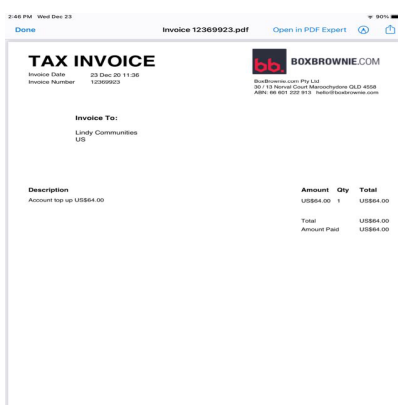 2:46 PM Wed Dec 23
90%
Done
Invoice 12369923.pdf
Open in PDF Expert
TAX INVOICE
Invoice Date 23 Dec 20 11:36
Invoice Number 12369923
bb. BOXBROWNIE.COM
BoxBrownie.com Pty Ltd
30 / 13 Norval Court Maroochydore QLD 4558
ABN: 66 601 222 913 hello@boxbrownie.com
Invoice To:
Lindy Communities
US
Description Amount Qty Total
Account top up US$64.00 US$64.00 1 US$64.00
Total US$64.00
Amount Paid US$64.00